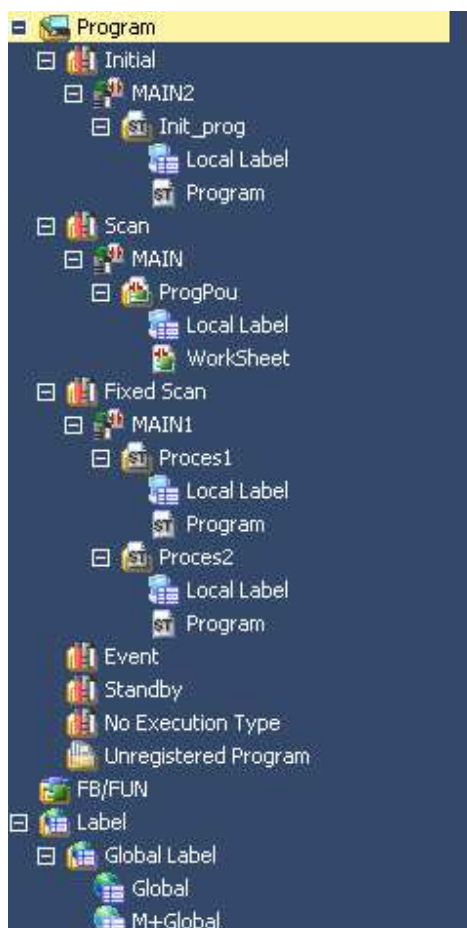 Program
Initial
MAIN2
Init_prog
Local Label
Program
Scan
MAIN
ProgPou
Local Label
WorkSheet
Fixed Scan
MAIN1
Proces1
Local Label
Program
Proces2
Local Label
Program
Event
Standby
No Execution Type
Unregistered Program
FB/FUN
Label
Global Label
Global
M+Global